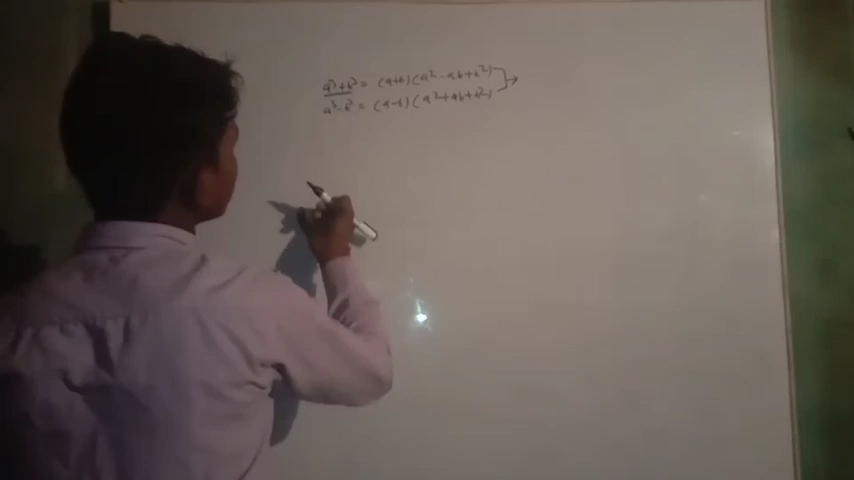 a³+b³ = (a+b)(a²-ab+b²)
a³-b³ = (a-b)(a²+ab+b²)